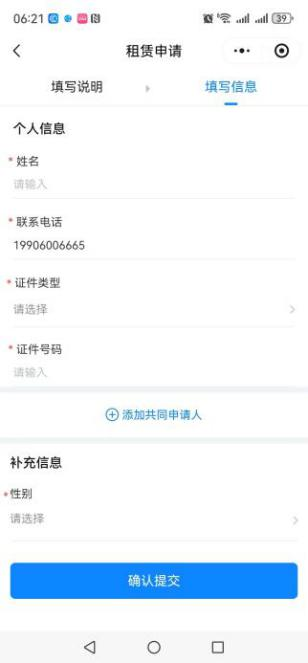 06:21
39
租赁申请
填写说明
填写信息
个人信息
* 姓名
请输入
* 联系电话
19906006665
* 证件类型
请选择
* 证件号码
请输入
添加共同申请人
补充信息
*性别
请选择
确认提交